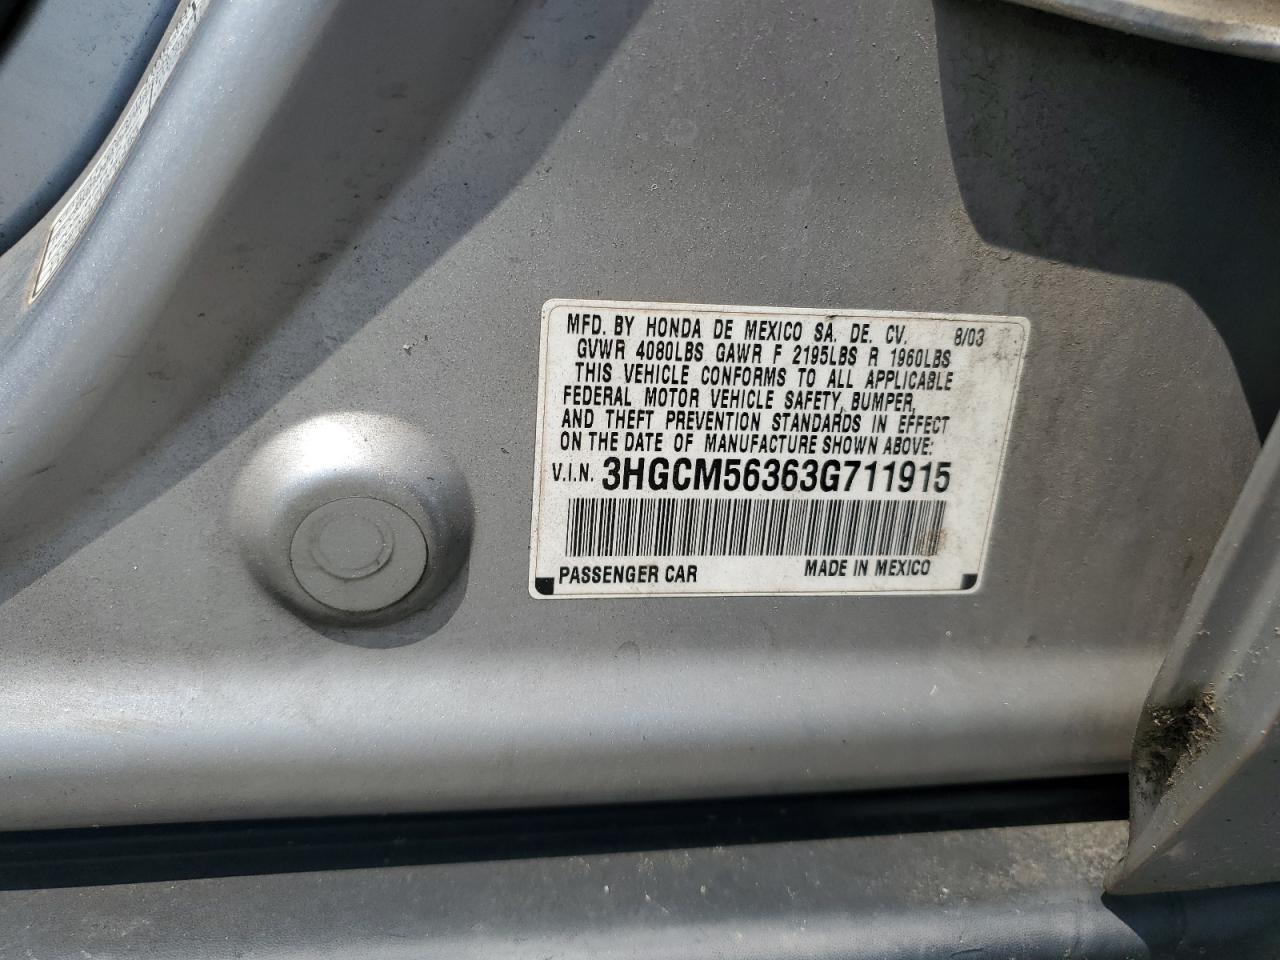 MFD. BY HONDA DE MEXICO SA. DE. CV. 8/03
GVWR 4080LBS GAWR F 2195LBS R 1960LBS
THIS VEHICLE CONFORMS TO ALL APPLICABLE
FEDERAL MOTOR VEHICLE SAFETY, BUMPER,
AND THEFT PREVENTION STANDARDS IN EFFECT
ON THE DATE OF MANUFACTURE SHOWN ABOVE:
V.I.N. 3HGCM56363G711915
PASSENGER CAR MADE IN MEXICO